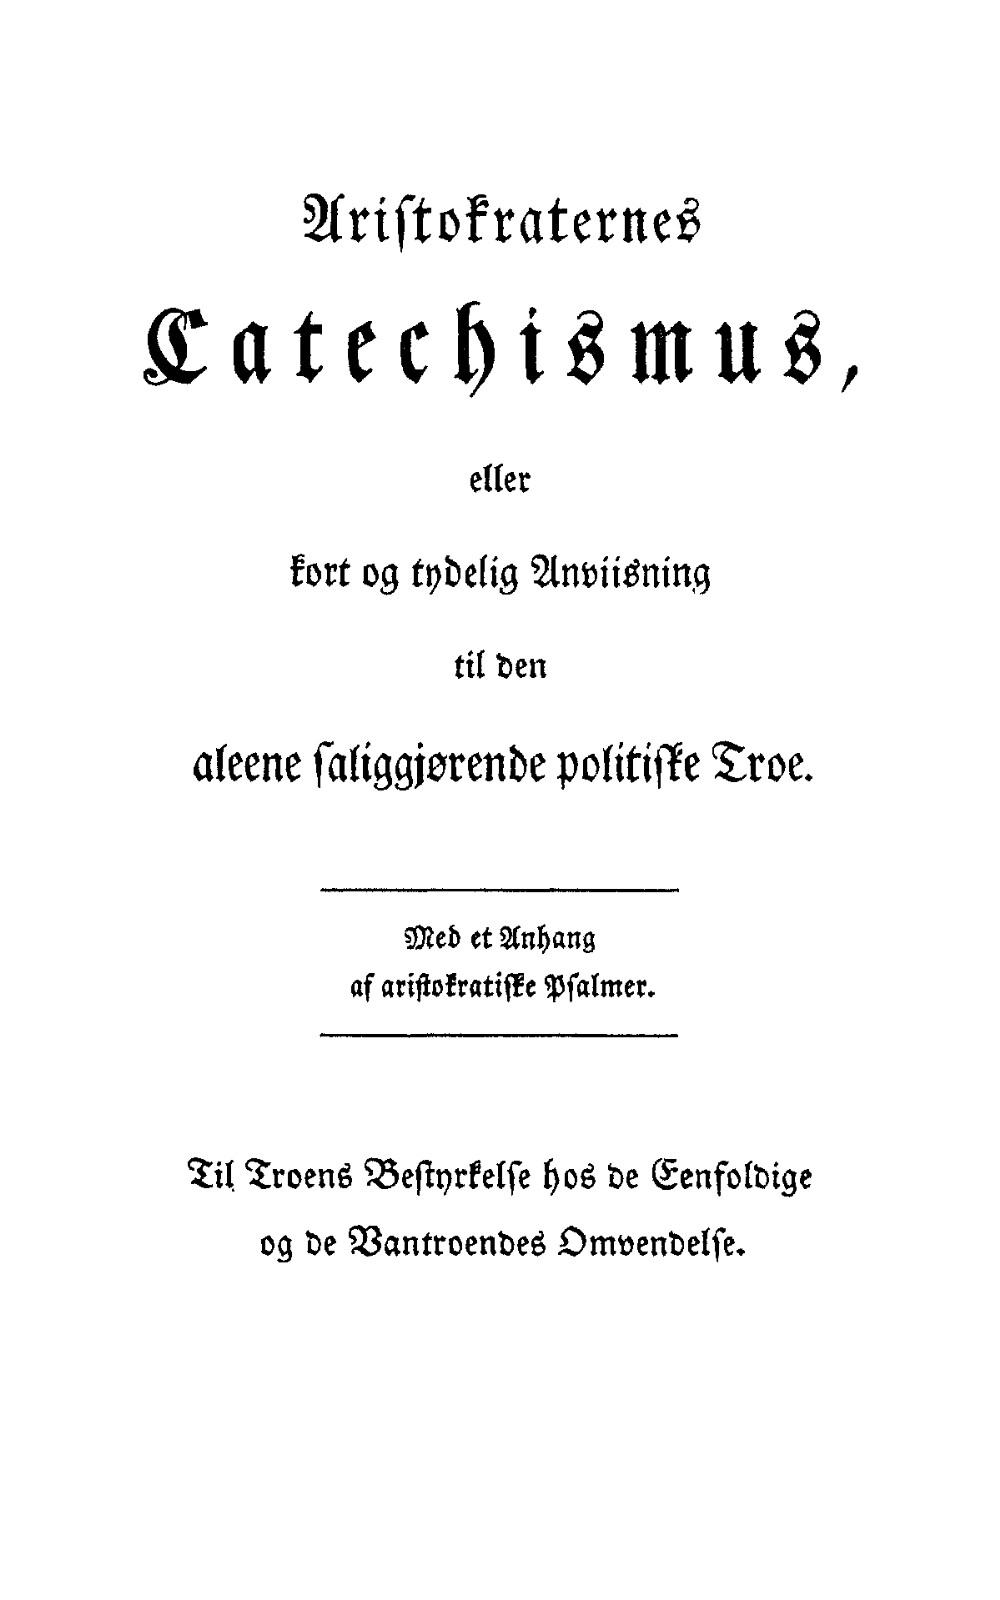 Aristokraternes
Catechismus,
eller
kort og tydelig Anviisning
til den
aleene saliggjørende politiske Troe.
Med et Anhang
af aristokratiske Psalmer.
Til Troens Bestyrkelse hos de Eenfoldige
og de Vantroendes Omvendelse.